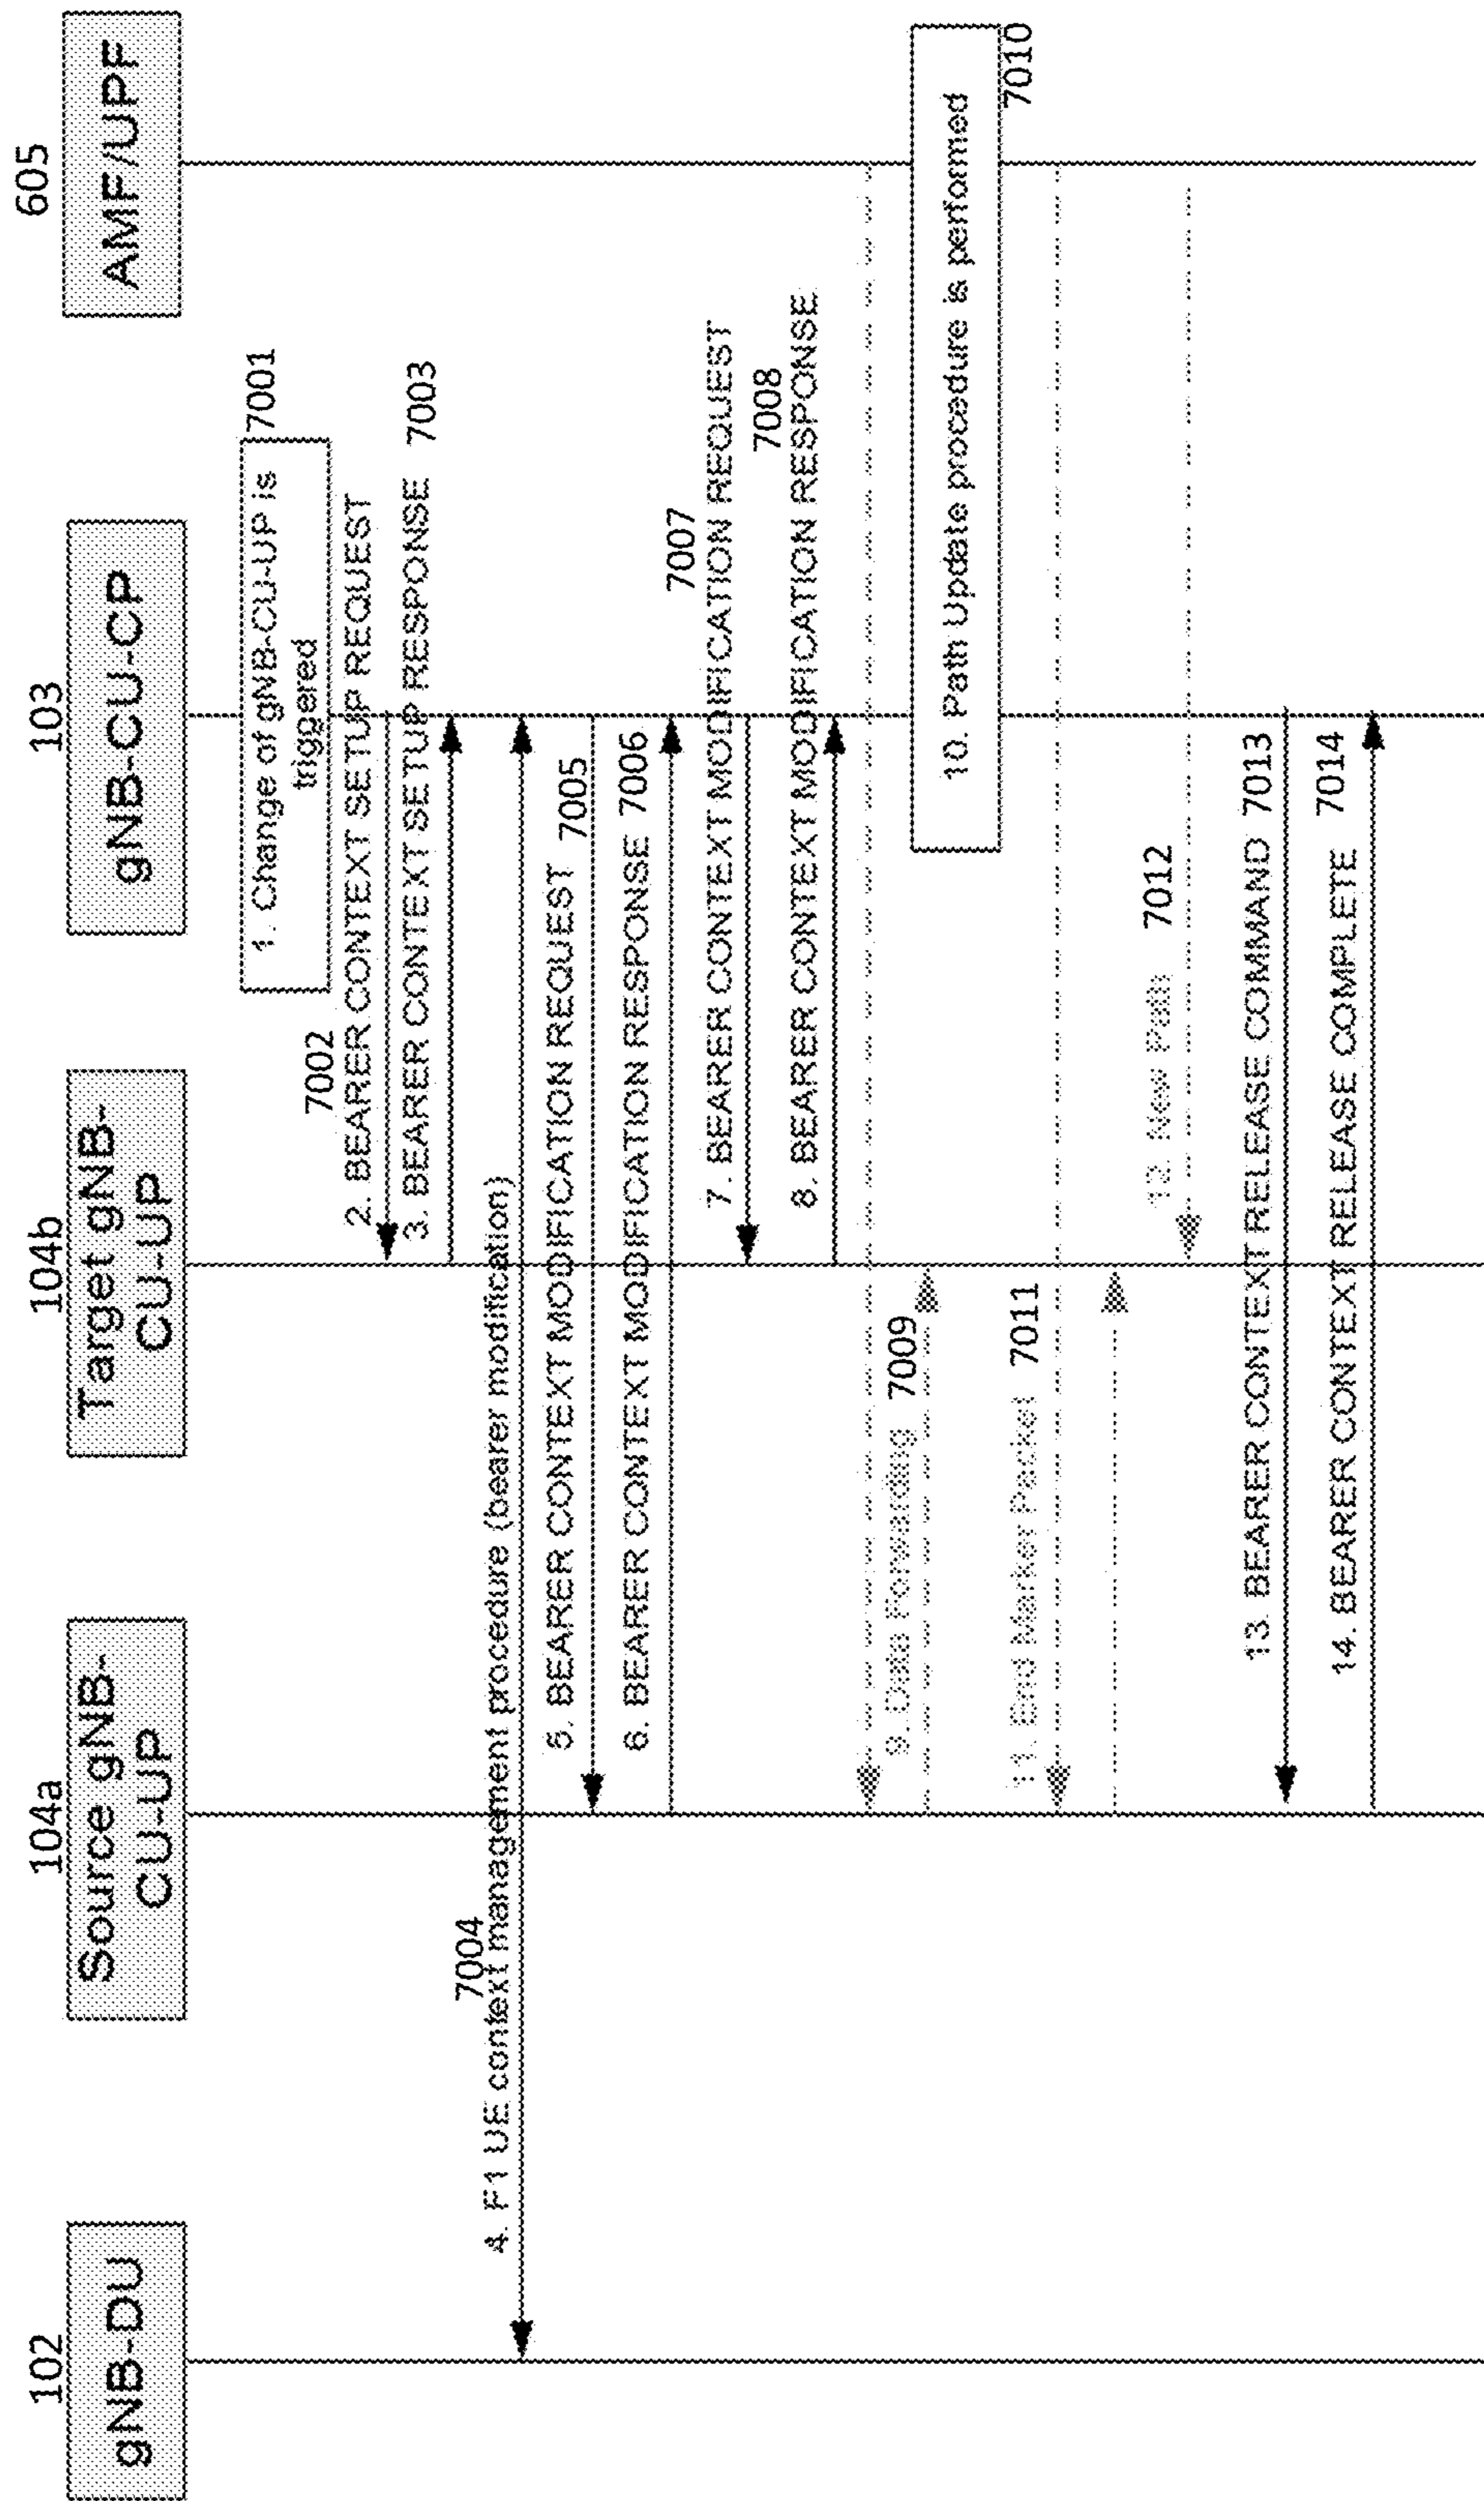 102
gNB-DU
104a
Source gNB-
CU-UP
104b
Target gNB-
CU-UP
103
gNB-CU-CP
605
AMF/UPF
1. Change of gNB-CU-UP is
triggered
7001
7002
2. BEARER CONTEXT SETUP REQUEST
3. BEARER CONTEXT SETUP RESPONSE 7003
7004
4. F1 UE context management procedure (bearer modification)
5. BEARER CONTEXT MODIFICATION REQUEST 7005
6. BEARER CONTEXT MODIFICATION RESPONSE 7006
7007
7. BEARER CONTEXT MODIFICATION REQUEST
7008
8. BEARER CONTEXT MODIFICATION RESPONSE
9. Data Forwarding 7009
10. Path Update procedure is performed
7010
11. End Marker Packet 7011
12. New Path 7012
13. BEARER CONTEXT RELEASE COMMAND 7013
14. BEARER CONTEXT RELEASE COMPLETE 7014